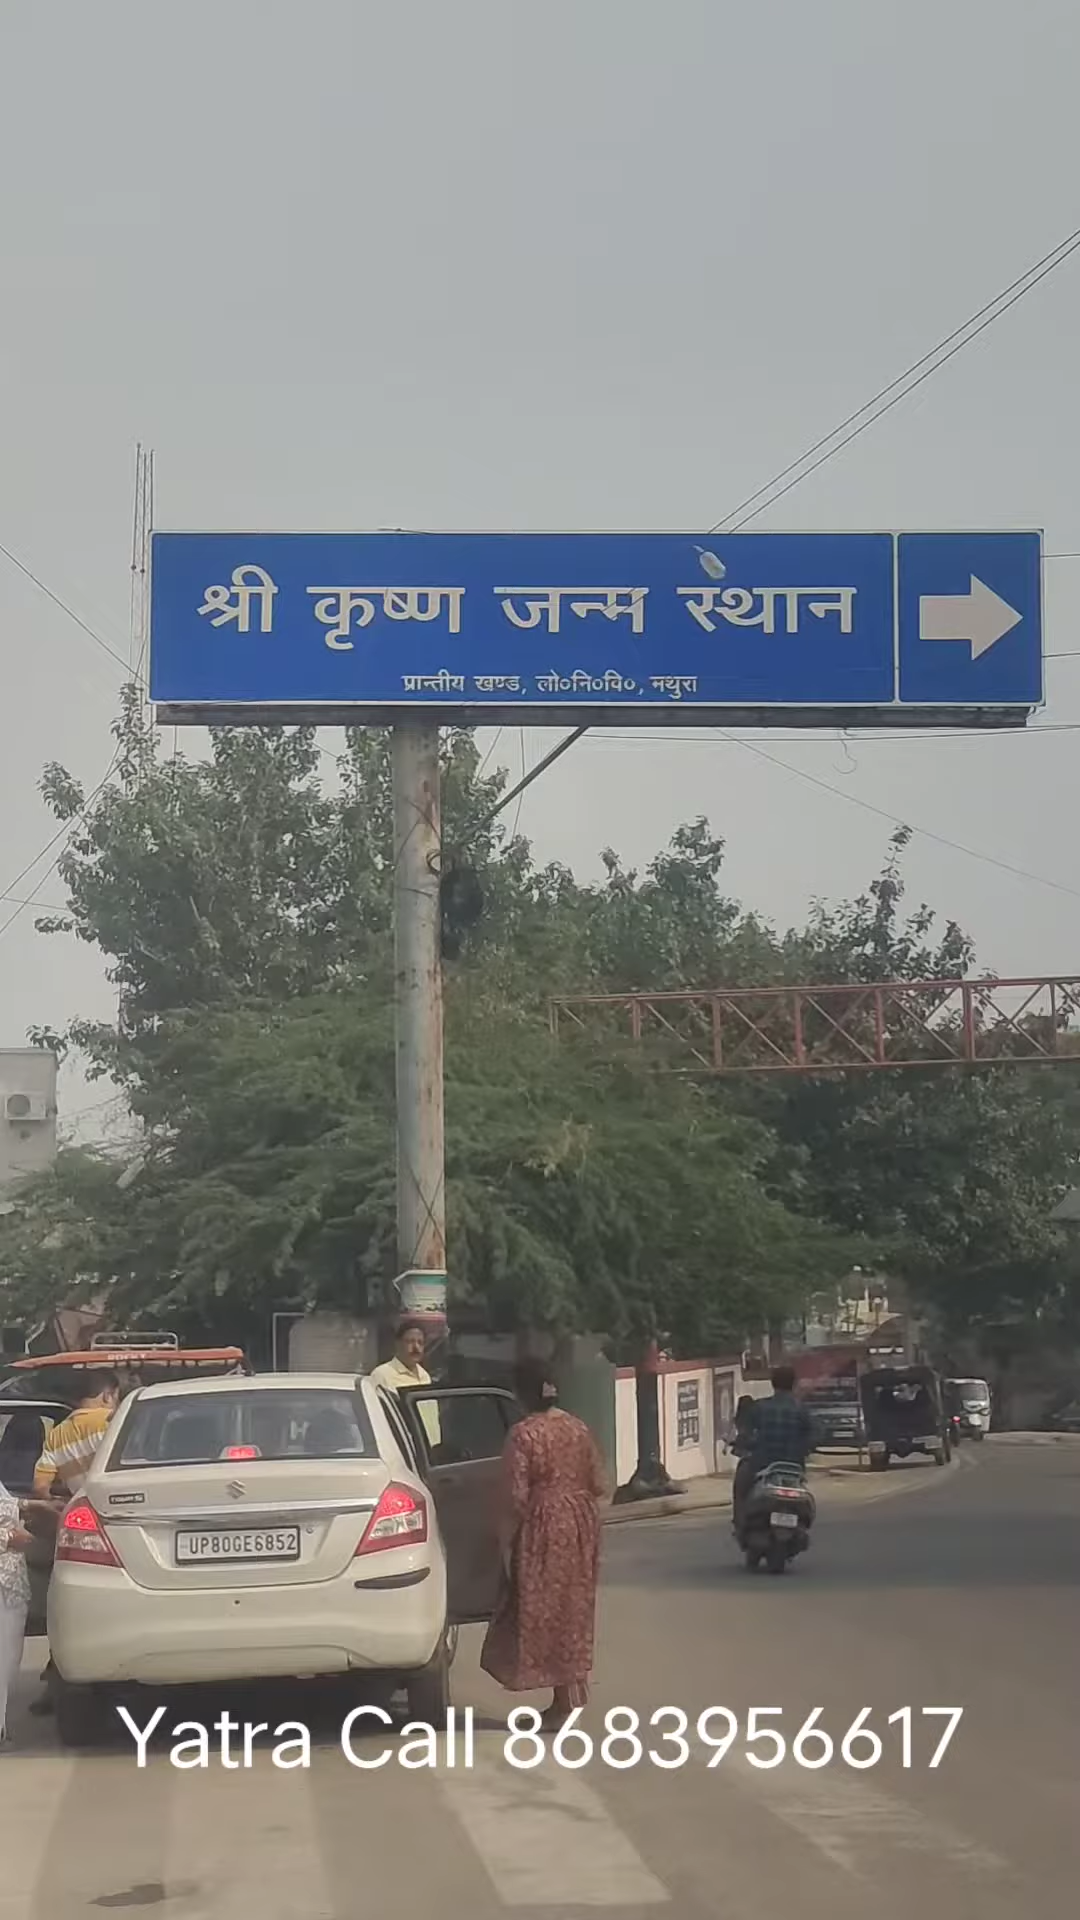 श्री कृष्ण जन्म स्थान
प्रान्तीय खण्ड, लो०नि०वि०, मथुरा
UP80GE6852
Yatra Call 8683956617